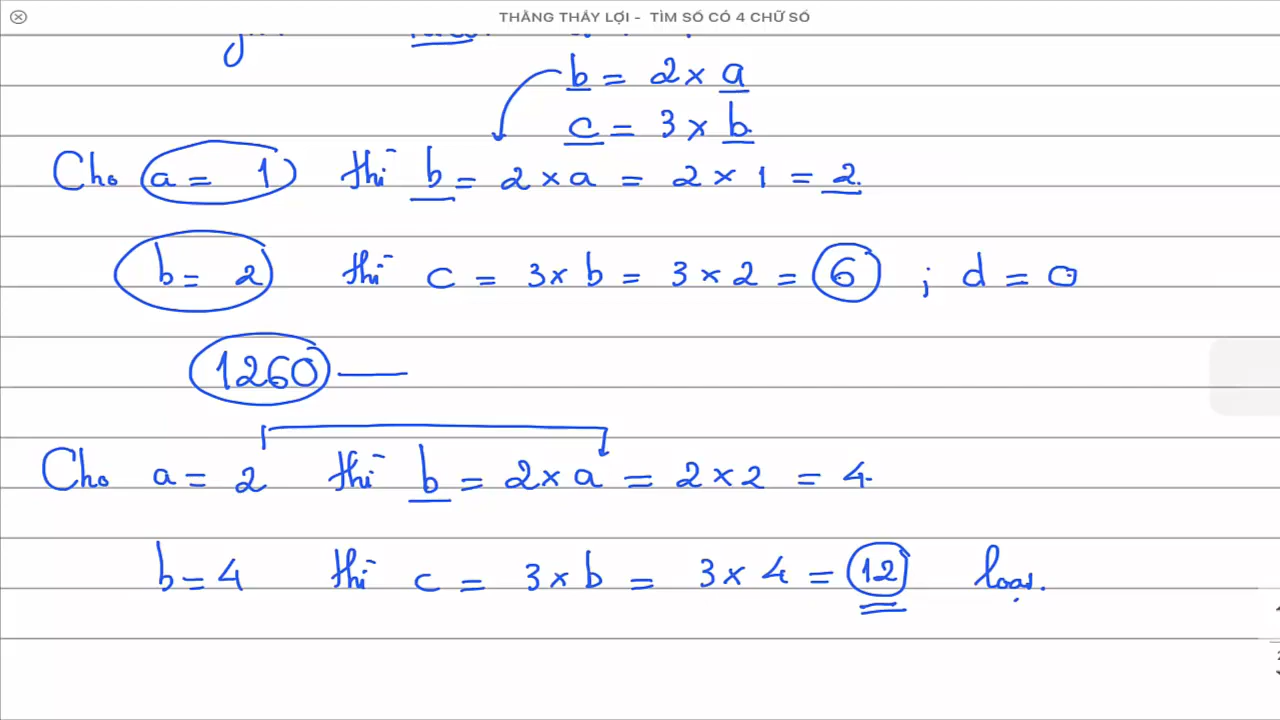 THẮNG THẦY LỢI - TÌM SỐ CÓ 4 CHỮ SỐ
b = 2 x a
c = 3 x b
Cho a = 1 thì b = 2 x a = 2 x 1 = 2.
b = 2 thì c = 3 x b = 3 x 2 = 6 ; d = 0
1260
Cho a = 2 thì b = 2 x a = 2 x 2 = 4.
b = 4 thì c = 3 x b = 3 x 4 = 12 loại.